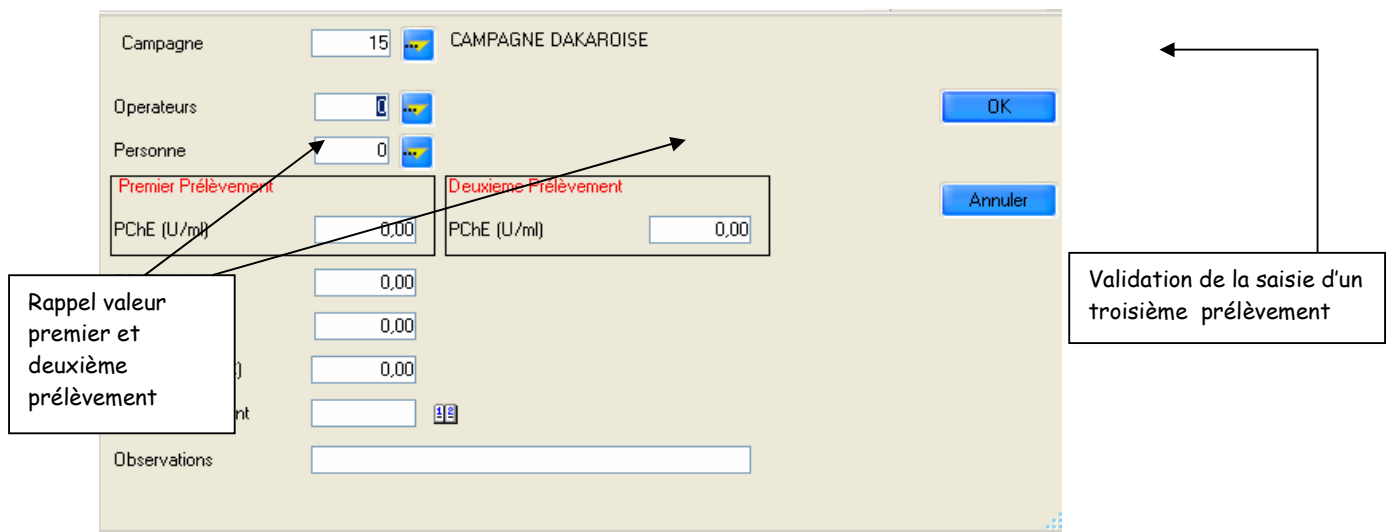 Campagne 15 CAMPAGNE DAKAROISE
Operateurs 0 OK
Personne 0
Premier Prélèvement Deuxieme Prélèvement
Annuler
PChE (U/ml) 0,00 PChE (U/ml) 0,00
0,00
0,00
) 0,00
nt
Observations
Rappel valeur
premier et
deuxième
prélèvement
Validation de la saisie d'un
troisième prélèvement